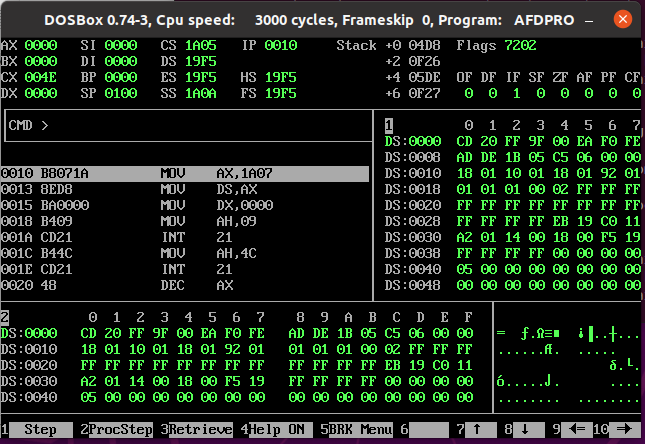 DOSBox 0.74-3, Cpu speed: 3000 cycles, Frameskip 0, Program: AFDPRO
AX 0000 SI 0000 CS 1A05 IP 0010 Stack +0 04D8 Flags 7202
BX 0000 DI 0000 DS 19F5 +2 0F26
CX 004E BP 0000 ES 19F5 HS 19F5 +4 05DE OF DF IF SF ZF AF PF CF
DX 0000 SP 0100 SS 1A0A FS 19F5 +6 0F27 0 0 1 0 0 0 0 0
CMD >
1 0 1 2 3 4 5 6 7
DS:0000 CD 20 FF 9F 00 EA F0 FE
DS:0008 AD DE 1B 05 C5 06 00 00
DS:0010 18 01 10 01 18 01 92 01
DS:0018 01 01 01 00 02 FF FF FF
DS:0020 FF FF FF FF FF FF FF FF
DS:0028 FF FF FF FF EB 19 C0 11
DS:0030 A2 01 14 00 18 00 F5 19
DS:0038 FF FF FF FF 00 00 00 00
DS:0040 05 00 00 00 00 00 00 00
DS:0048 00 00 00 00 00 00 00 00
0010 B8071A MOV AX,1A07
0013 8ED8 MOV DS,AX
0015 BA0000 MOV DX,0000
0018 B409 MOV AH,09
001A CD21 INT 21
001C B44C MOV AH,4C
001E CD21 INT 21
0020 48 DEC AX
2 0 1 2 3 4 5 6 7 8 9 A B C D E F
DS:0000 CD 20 FF 9F 00 EA F0 FE AD DE 1B 05 C5 06 00 00
DS:0010 18 01 10 01 18 01 92 01 01 01 01 00 02 FF FF FF
DS:0020 FF FF FF FF FF FF FF FF FF FF FF FF EB 19 C0 11
DS:0030 A2 01 14 00 18 00 F5 19 FF FF FF FF 00 00 00 00
DS:0040 05 00 00 00 00 00 00 00 00 00 00 00 00 00 00 00
= ƒ.Ω≡■ ¡▐..┼...
......ƒƒ. .....
δ.└.
ó......⌡. ....
................
1 Step 2ProcStep 3Retrieve 4Help ON 5BRK Menu 6 7 ↑ 8 ↓ 9 ⇐ 10 ⇒